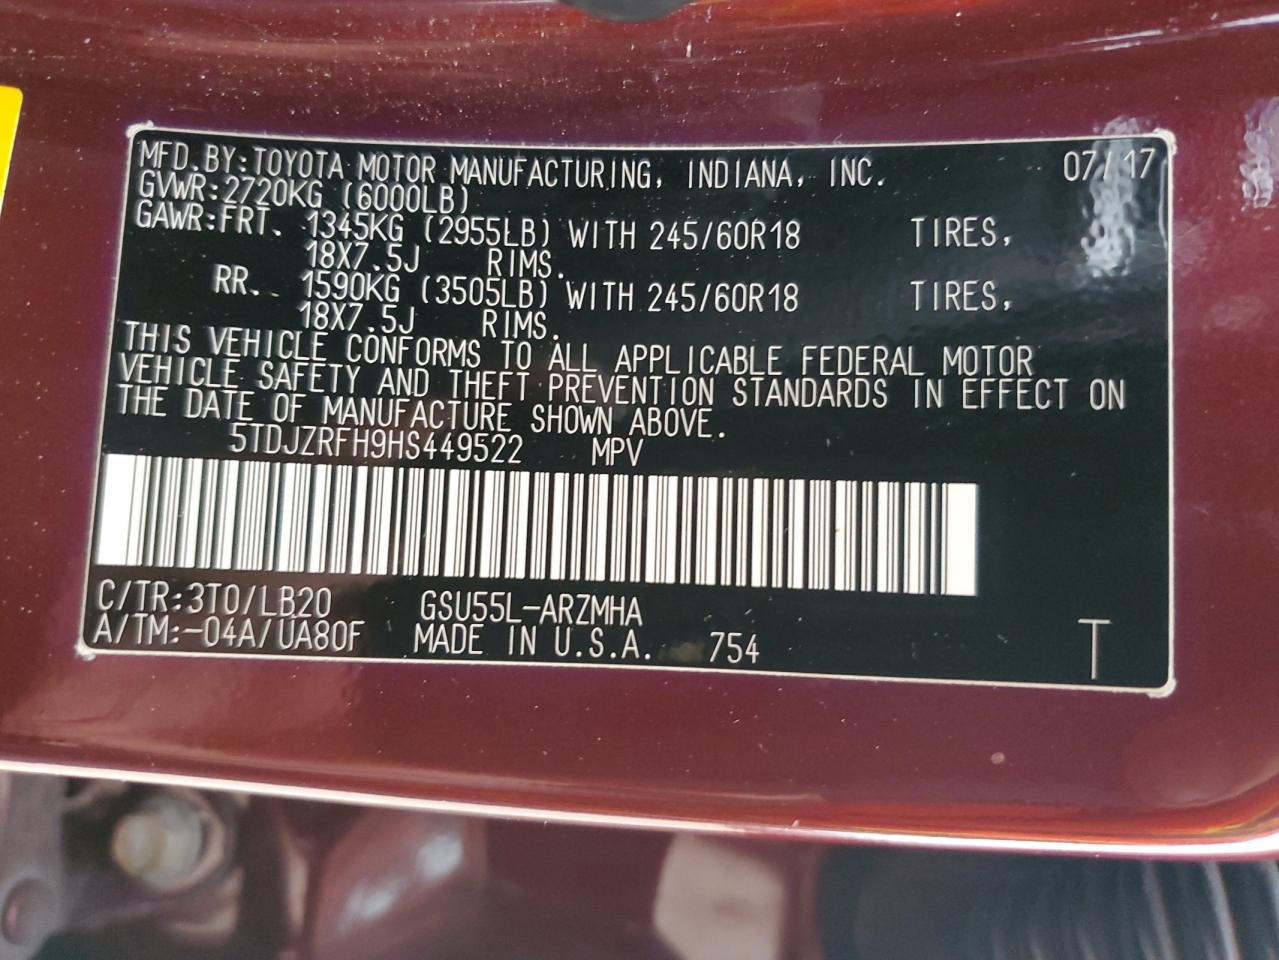 MFD.BY:TOYOTA MOTOR MANUFACTURING, INDIANA, INC. 07/17
GVWR:2720KG (6000LB)
GAWR:FRT. 1345KG (2955LB) WITH 245/60R18 TIRES,
18X7.5J RIMS.
RR. 1590KG (3505LB) WITH 245/60R18 TIRES,
18X7.5J RIMS.
THIS VEHICLE CONFORMS TO ALL APPLICABLE FEDERAL MOTOR
VEHICLE SAFETY AND THEFT PREVENTION STANDARDS IN EFFECT ON
THE DATE OF MANUFACTURE SHOWN ABOVE.
5TDJZRFH9HS449522 MPV
C/TR:3T0/LB20 GSU55L-ARZMHA
A/TM:-04A/UA80F MADE IN U.S.A. 754 T